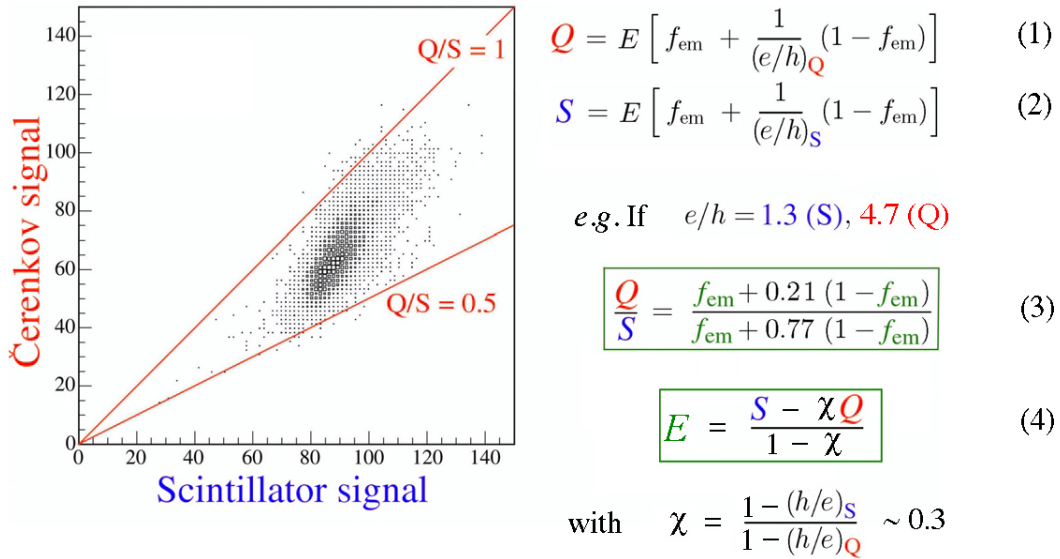 140
120
100
80
60
40
20
0
0 20 40 60 80 100 120 140
Q/S = 1
Q/S = 0.5
Čerenkov signal
Scintillator signal
Q = E [ f_em + 1/(e/h)_Q (1 − f_em) ] (1)
S = E [ f_em + 1/(e/h)_S (1 − f_em) ] (2)
e.g. If e/h = 1.3 (S), 4.7 (Q)
Q/S = (f_em + 0.21 (1 − f_em))/(f_em + 0.77 (1 − f_em)) (3)
E = (S − χQ)/(1 − χ) (4)
with χ = (1 − (h/e)_S)/(1 − (h/e)_Q) ~ 0.3